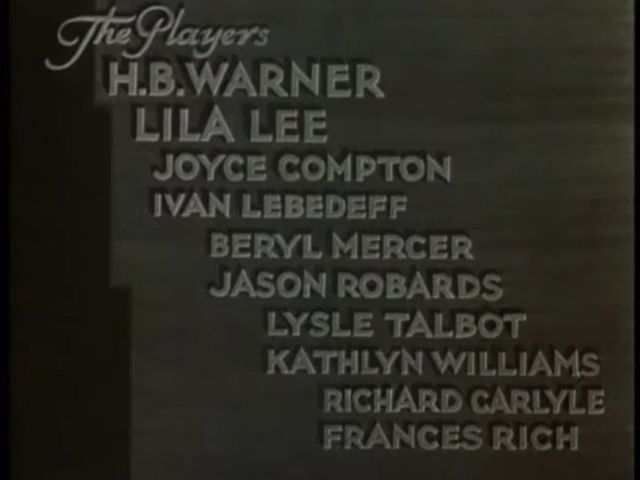 The Players
H.B. WARNER
LILA LEE
JOYCE COMPTON
IVAN LEBEDEFF
BERYL MERCER
JASON ROBARDS
LYSLE TALBOT
KATHLYN WILLIAMS
RICHARD CARLYLE
FRANCES RICH